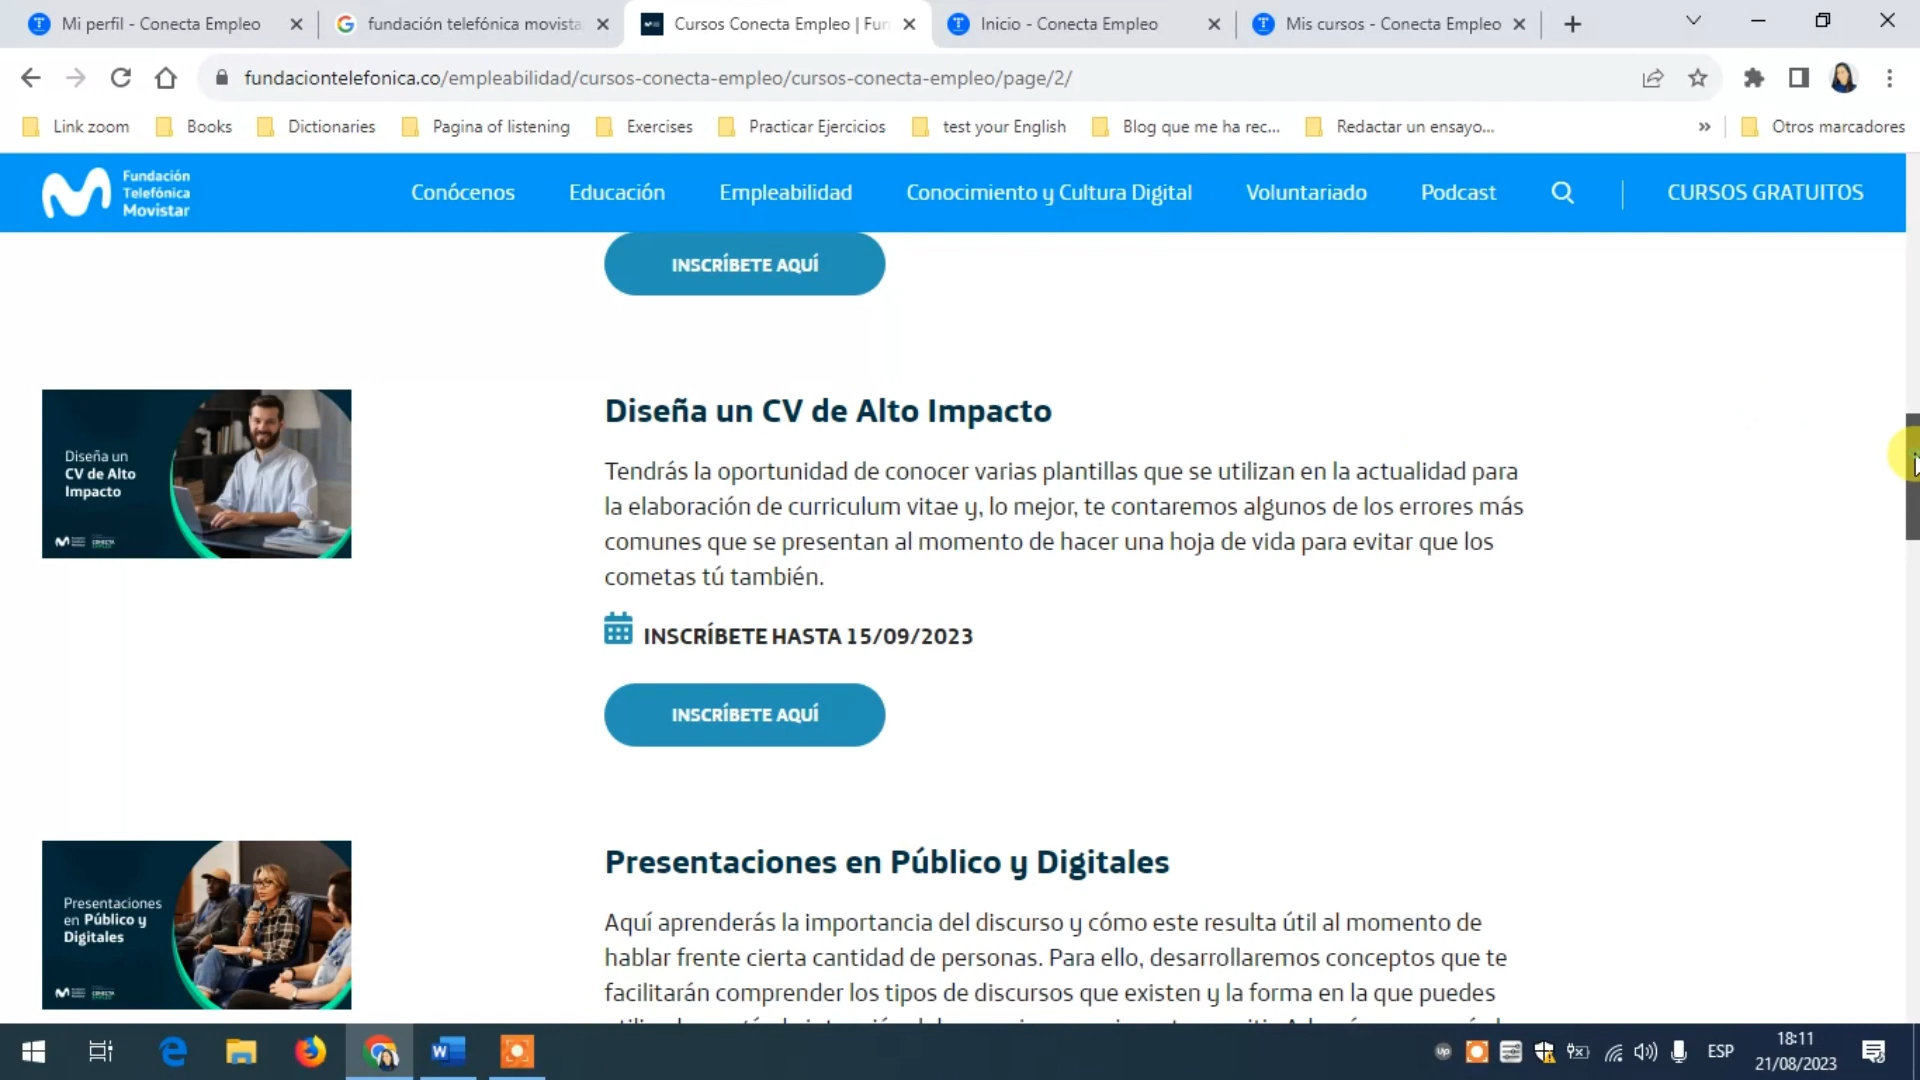 Mi perfil - Conecta Empleo
fundación telefónica movista
Cursos Conecta Empleo | Fun
Inicio - Conecta Empleo
Mis cursos - Conecta Empleo
fundaciontelefonica.co/empleabilidad/cursos-conecta-empleo/cursos-conecta-empleo/page/2/
Link zoom
Books
Dictionaries
Pagina of listening
Exercises
Practicar Ejercicios
test your English
Blog que me ha rec...
Redactar un ensayo...
»
Otros marcadores
Fundación
Telefónica
Movistar
Conócenos
Educación
Empleabilidad
Conocimiento y Cultura Digital
Voluntariado
Podcast
CURSOS GRATUITOS
INSCRÍBETE AQUÍ
Diseña un
CV de Alto
Impacto
Diseña un CV de Alto Impacto
Tendrás la oportunidad de conocer varias plantillas que se utilizan en la actualidad para
la elaboración de curriculum vitae y, lo mejor, te contaremos algunos de los errores más
comunes que se presentan al momento de hacer una hoja de vida para evitar que los
cometas tú también.
INSCRÍBETE HASTA 15/09/2023
INSCRÍBETE AQUÍ
Presentaciones
en Público y
Digitales
Presentaciones en Público y Digitales
Aquí aprenderás la importancia del discurso y cómo este resulta útil al momento de
hablar frente cierta cantidad de personas. Para ello, desarrollaremos conceptos que te
facilitarán comprender los tipos de discursos que existen y la forma en la que puedes
Up
ESP
18:11
21/08/2023